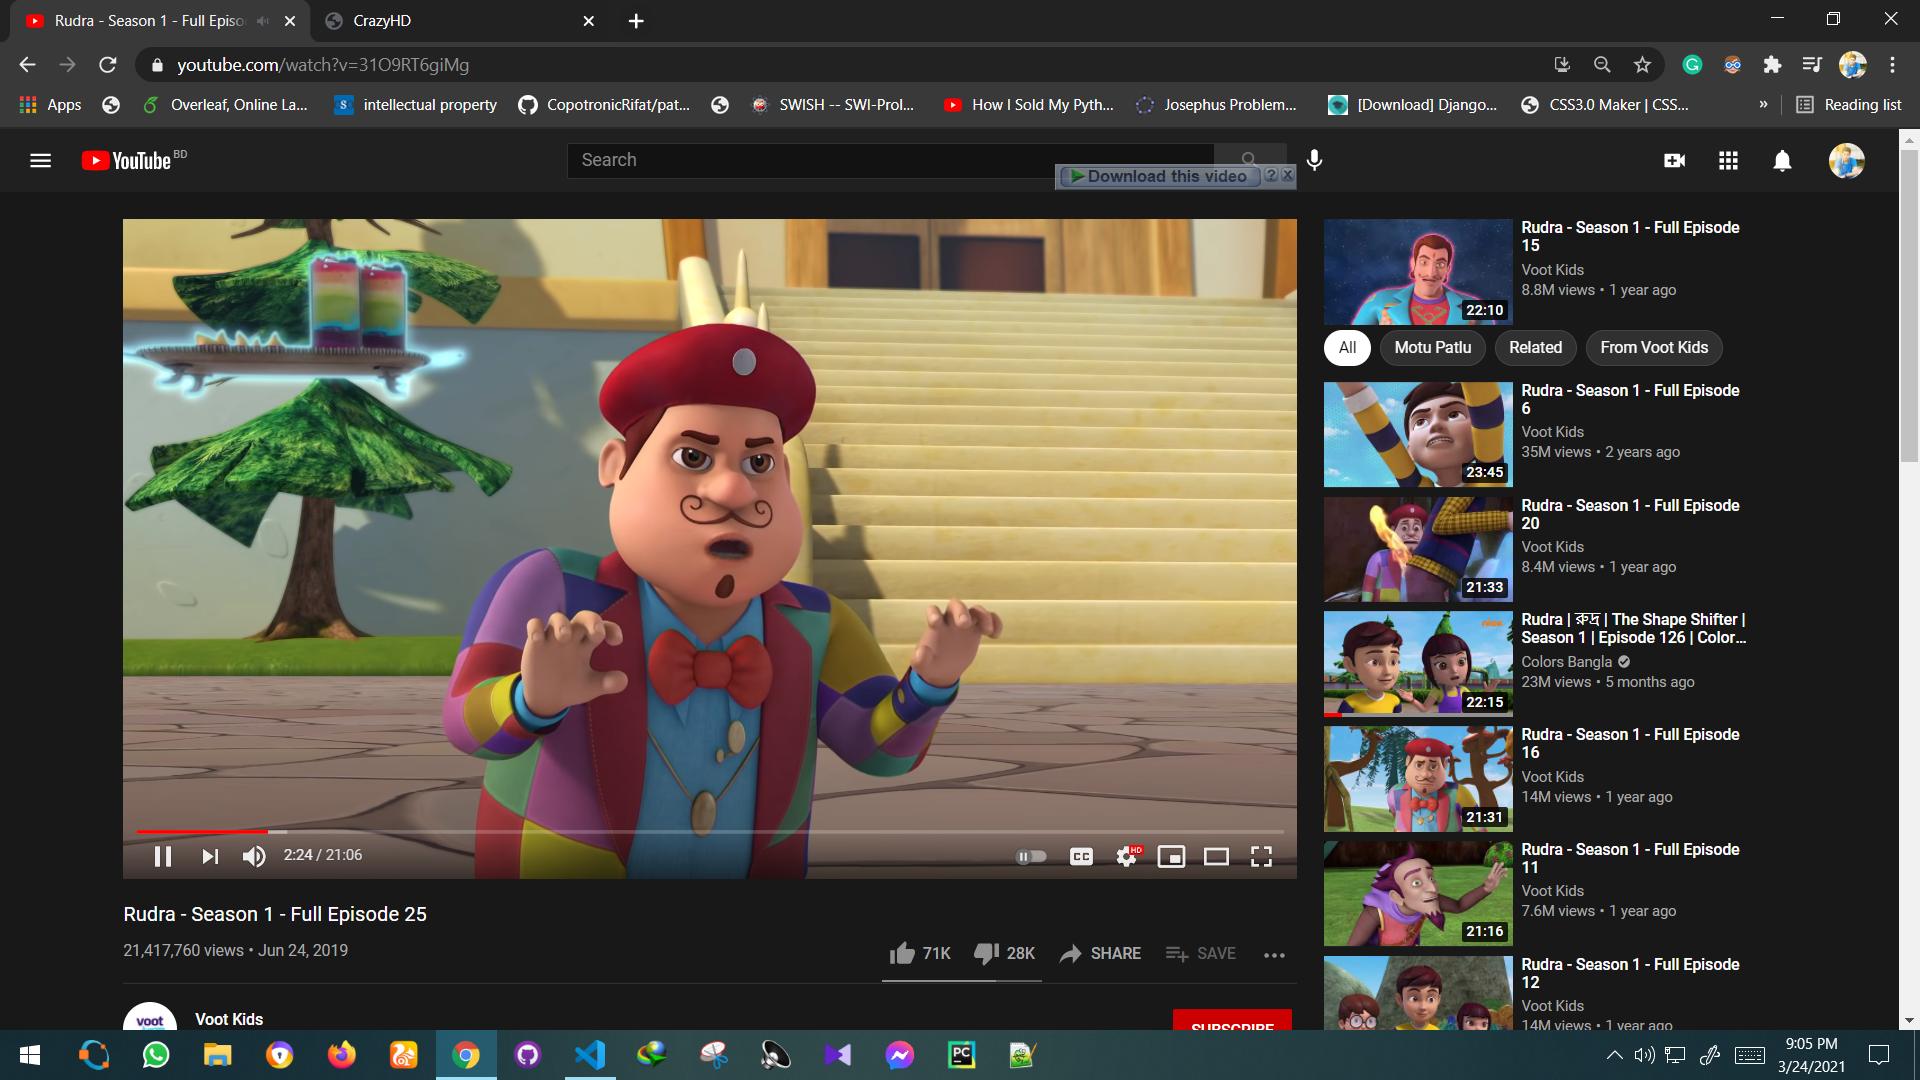 Rudra - Season 1 - Full Episo
CrazyHD
youtube.com/watch?v=31O9RT6giMg
Apps
Overleaf, Online La...
intellectual property
CopotronicRifat/pat...
SWISH -- SWI-Prol...
How I Sold My Pyth...
Josephus Problem...
[Download] Django...
CSS3.0 Maker | CSS...
»
Reading list
YouTube BD
Search
Download this video ? X
Rudra - Season 1 - Full Episode
15
Voot Kids
8.8M views • 1 year ago
22:10
All
Motu Patlu
Related
From Voot Kids
Rudra - Season 1 - Full Episode
6
Voot Kids
35M views • 2 years ago
23:45
Rudra - Season 1 - Full Episode
20
Voot Kids
8.4M views • 1 year ago
21:33
Rudra | রুদ্র | The Shape Shifter |
Season 1 | Episode 126 | Color...
Colors Bangla
23M views • 5 months ago
22:15
Rudra - Season 1 - Full Episode
16
Voot Kids
14M views • 1 year ago
21:31
Rudra - Season 1 - Full Episode
11
Voot Kids
7.6M views • 1 year ago
21:16
Rudra - Season 1 - Full Episode
12
Voot Kids
14M views • 1 year ago
2:24 / 21:06
CC
HD
Rudra - Season 1 - Full Episode 25
21,417,760 views • Jun 24, 2019
71K
28K
SHARE
SAVE
voot
Voot Kids
SUBSCRIBE
PC
9:05 PM
3/24/2021